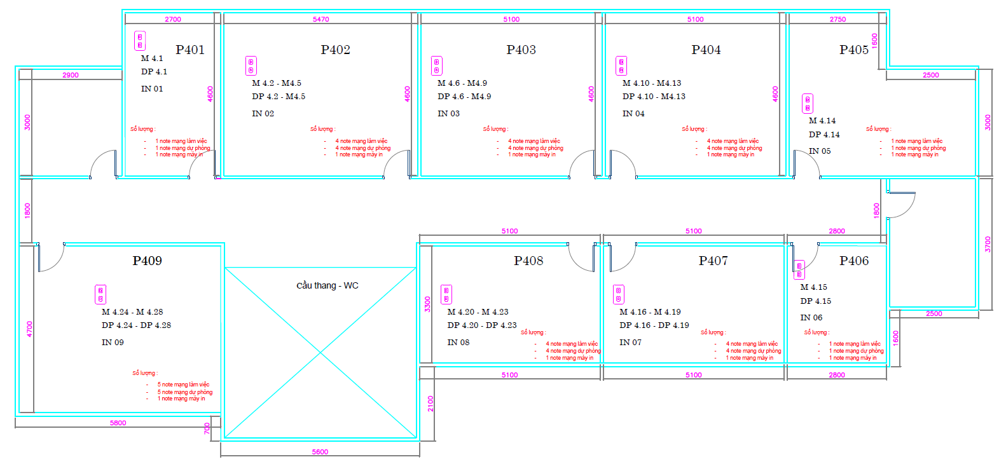 2700
5470
5100
5100
2750
P401
P402
P403
P404
P405
1600
M 4.1
DP 4.1
IN 01
M 4.2 - M4.5
DP 4.2 - M4.5
IN 02
M 4.6 - M4.9
DP 4.6 - M4.9
IN 03
M 4.10 - M4.13
DP 4.10 - M4.13
IN 04
M 4.14
DP 4.14
IN 05
2900
2500
4600
4600
4600
4600
3000
3000
Số lượng :
- 1 note mạng làm việc
- 1 note mạng dự phòng
- 1 note mạng máy in
Số lượng :
- 4 note mạng làm việc
- 4 note mạng dự phòng
- 1 note mạng máy in
Số lượng :
- 4 note mạng làm việc
- 4 note mạng dự phòng
- 1 note mạng máy in
Số lượng :
- 4 note mạng làm việc
- 4 note mạng dự phòng
- 1 note mạng máy in
Số lượng :
- 1 note mạng làm việc
- 1 note mạng dự phòng
- 1 note mạng máy in
1800
1800
5100
5100
2800
3700
P409
P408
P407
P406
Cầu thang - WC
M 4.24 - M 4.28
DP 4.24 - DP 4.28
IN 09
M 4.20 - M 4.23
DP 4.20 - DP 4.23
IN 08
M 4.16 - M 4.19
DP 4.16 - DP 4.19
IN 07
M 4.15
DP 4.15
IN 06
4700
3300
2500
1600
Số lượng :
- 4 note mạng làm việc
- 4 note mạng dự phòng
- 1 note mạng máy in
Số lượng :
- 4 note mạng làm việc
- 4 note mạng dự phòng
- 1 note mạng máy in
Số lượng :
- 1 note mạng làm việc
- 1 note mạng dự phòng
- 1 note mạng máy in
Số lượng :
- 5 note mạng làm việc
- 5 note mạng dự phòng
- 1 note mạng máy in
5100
5100
2800
2100
5800
700
5600